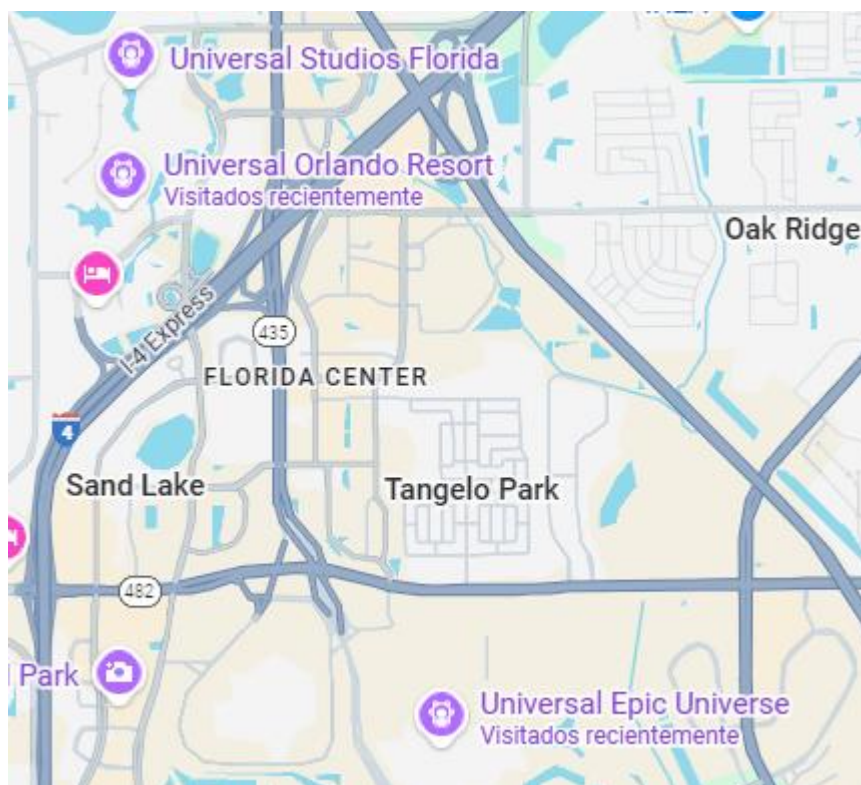 Universal Studios Florida
Universal Orlando Resort
Visitados recientemente
Oak Ridge
I-4 Express
435
FLORIDA CENTER
4
Sand Lake
Tangelo Park
482
Park
Universal Epic Universe
Visitados recientemente